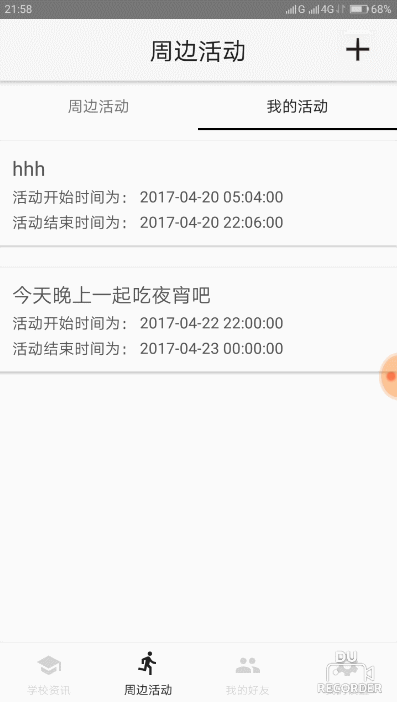 21:58
G 4G 68%
周边活动
周边活动 我的活动
hhh
活动开始时间为： 2017-04-20 05:04:00
活动结束时间为： 2017-04-20 22:06:00
今天晚上一起吃夜宵吧
活动开始时间为： 2017-04-22 22:00:00
活动结束时间为： 2017-04-23 00:00:00
学校资讯 周边活动 我的好友
DU
RECORDER